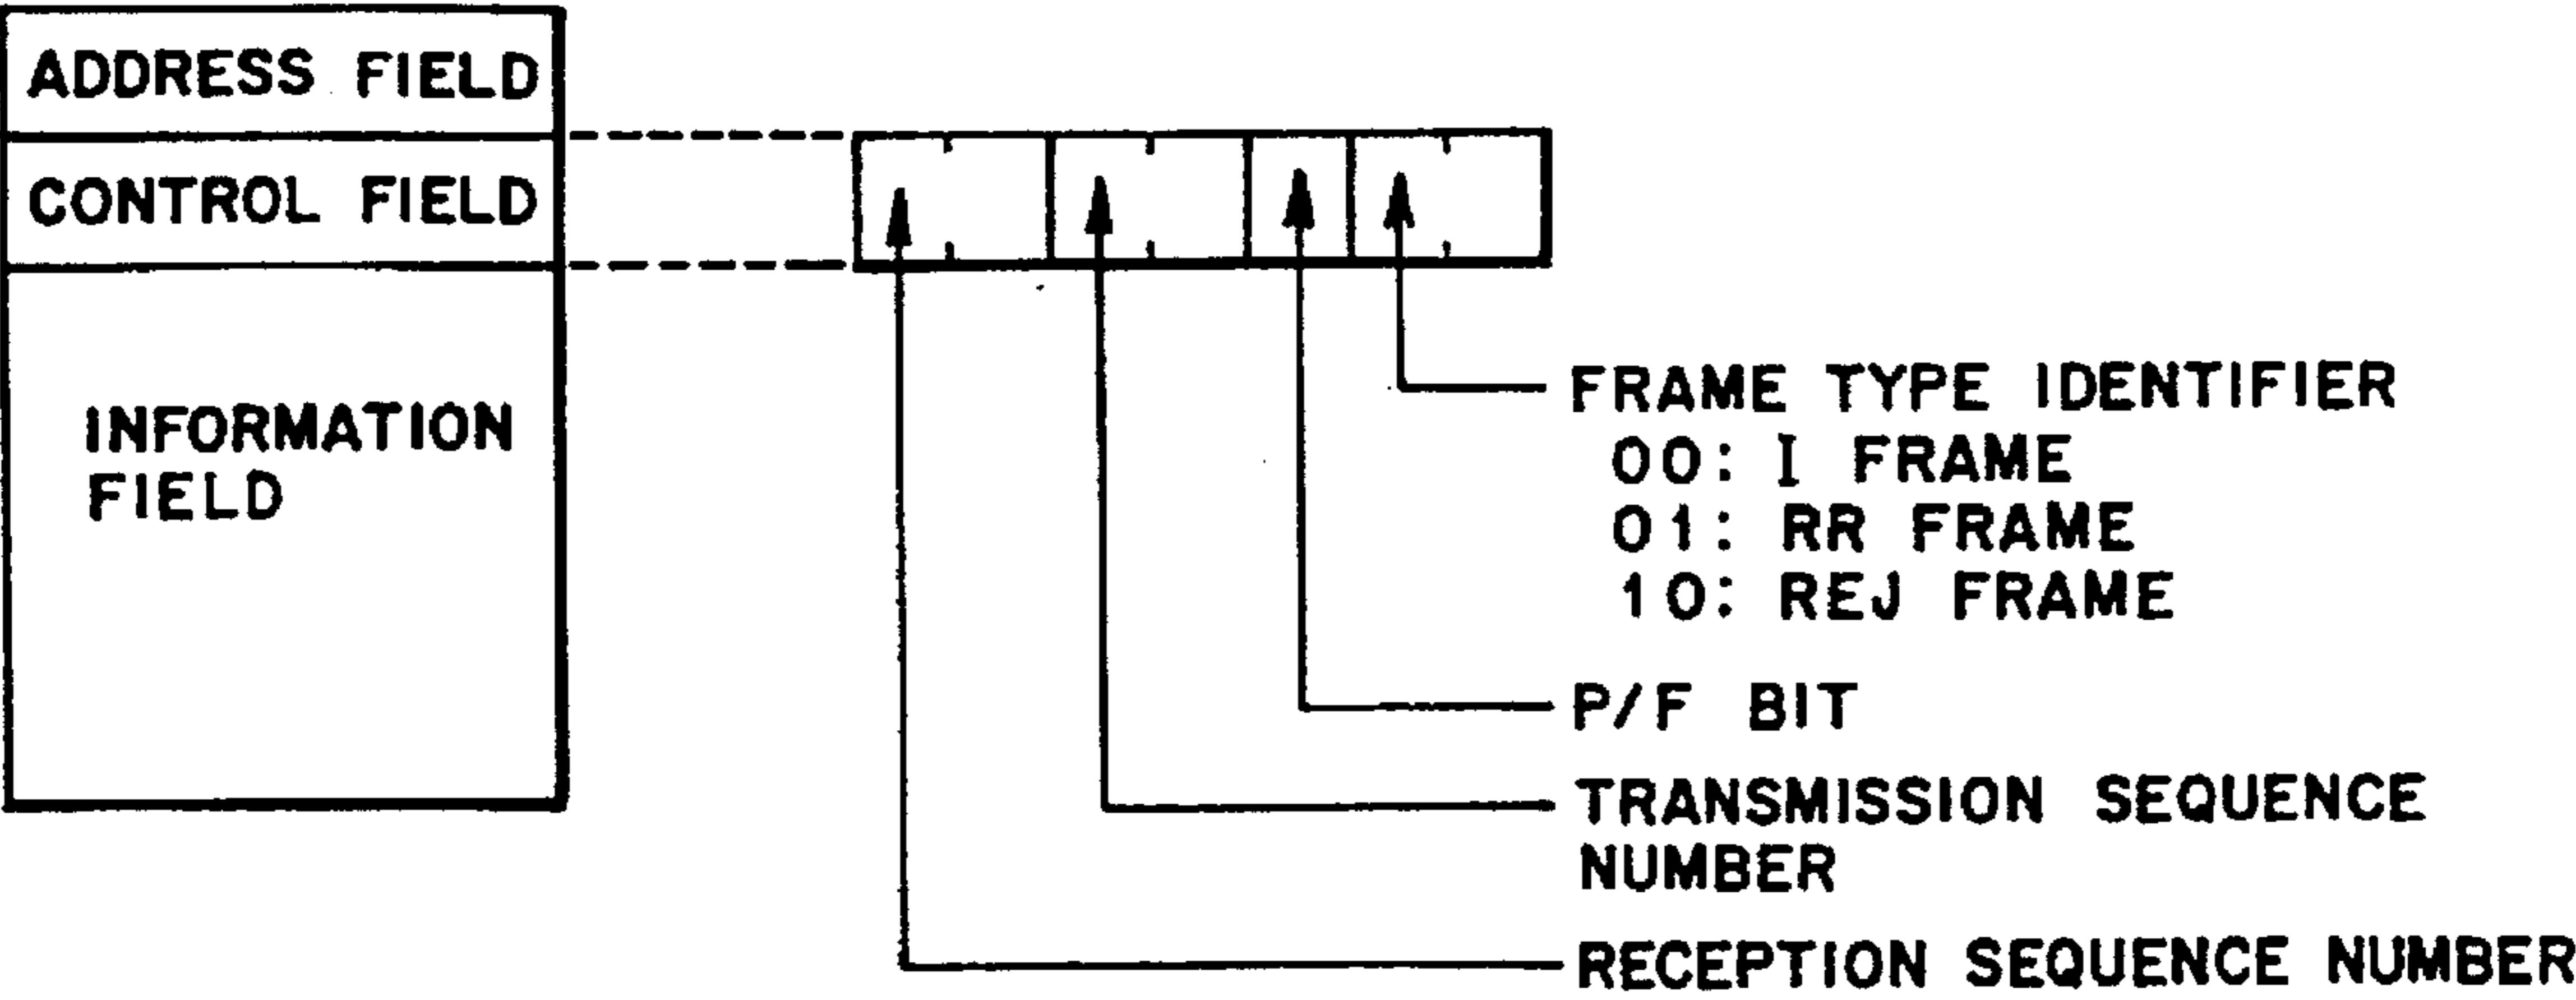 ADDRESS FIELD
CONTROL FIELD
INFORMATION
FIELD
FRAME TYPE IDENTIFIER
00: I FRAME
01: RR FRAME
10: REJ FRAME
P/F BIT
TRANSMISSION SEQUENCE
NUMBER
RECEPTION SEQUENCE NUMBER